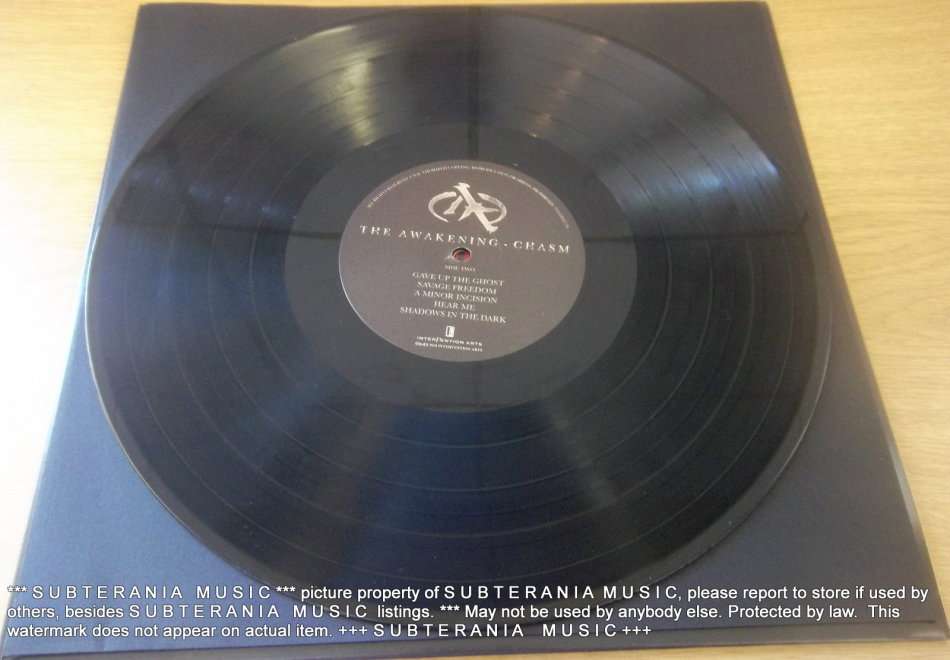 THE AWAKENING - CHASM
SIDE TWO
GAVE UP THE GHOST
SAVAGE FREEDOM
A MINOR INCISION
HEAR ME
SHADOWS IN THE DARK
INTERVENTION ARTS
*** S U B T E R A N I A   M U S I C *** picture property of S U B T E R A N I A M U S I C, please report to store if used by
others, besides S U B T E R A N I A   M U S I C  listings. *** May not be used by anybody else. Protected by law.  This
watermark does not appear on actual item. +++ S U B T E R A N I A   M U S I C +++